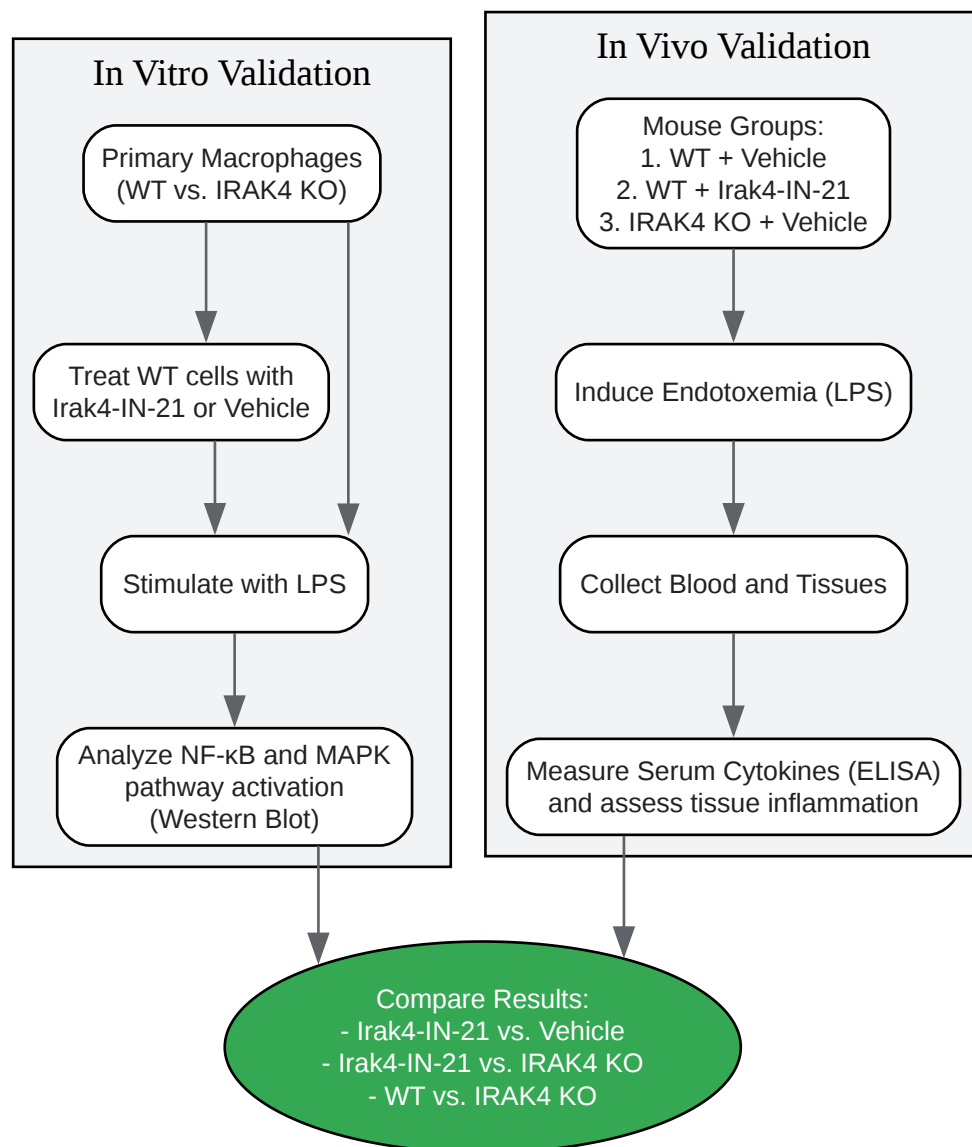 In Vitro Validation
Primary Macrophages
(WT vs. IRAK4 KO)
Treat WT cells with
Irak4-IN-21 or Vehicle
Stimulate with LPS
Analyze NF-κB and MAPK
pathway activation
(Western Blot)
In Vivo Validation
Mouse Groups:
1. WT + Vehicle
2. WT + Irak4-IN-21
3. IRAK4 KO + Vehicle
Induce Endotoxemia (LPS)
Collect Blood and Tissues
Measure Serum Cytokines (ELISA)
and assess tissue inflammation
Compare Results:
- Irak4-IN-21 vs. Vehicle
- Irak4-IN-21 vs. IRAK4 KO
- WT vs. IRAK4 KO